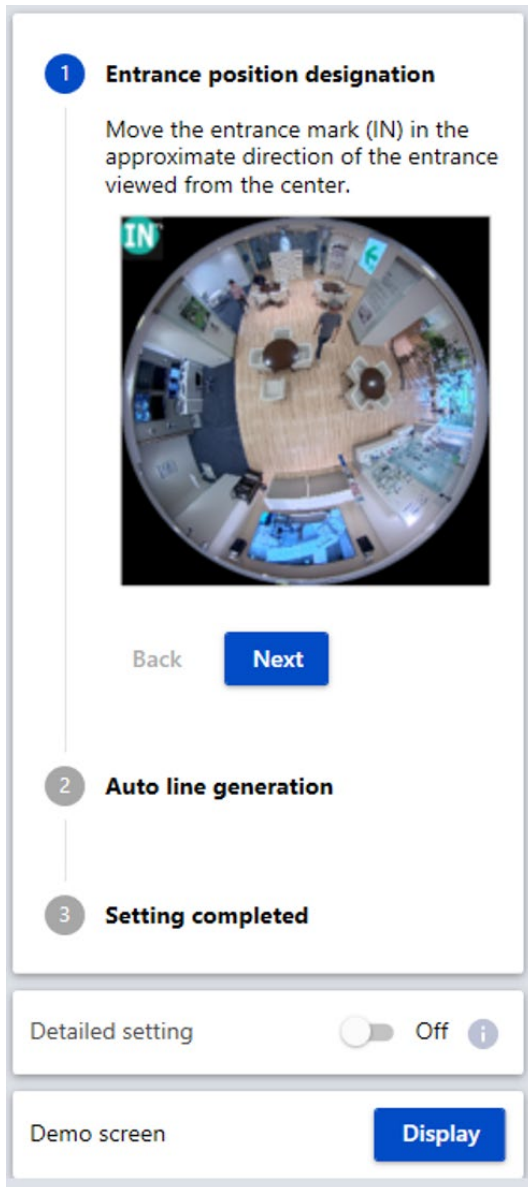 1 Entrance position designation
Move the entrance mark (IN) in the
approximate direction of the entrance
viewed from the center.
IN
Back Next
2 Auto line generation
3 Setting completed
Detailed setting Off i
Demo screen Display